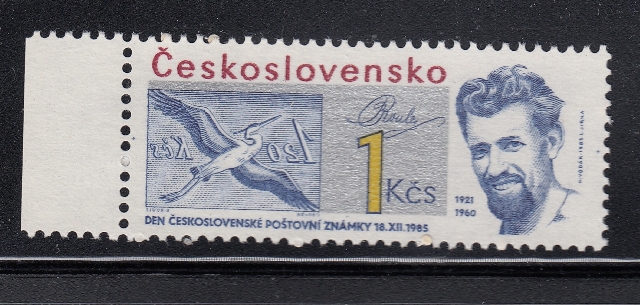 Československo
1,20 Kčs
1 Kčs
1921
1960
DEN ČESKOSLOVENSKÉ POŠTOVNÍ ZNÁMKY 18.XII.1985